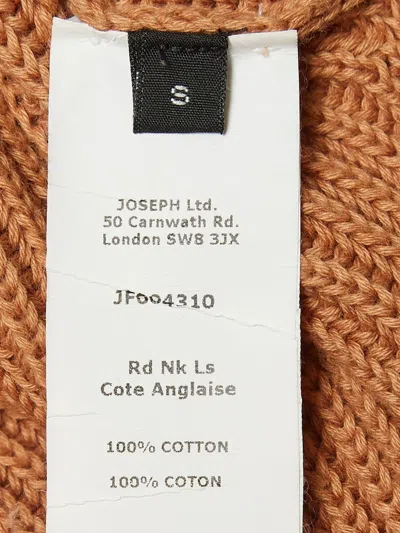 S
JOSEPH Ltd.
50 Carnwath Rd.
London SW8 3JX
JF004310
Rd Nk Ls
Cote Anglaise
100% COTTON
100% COTON